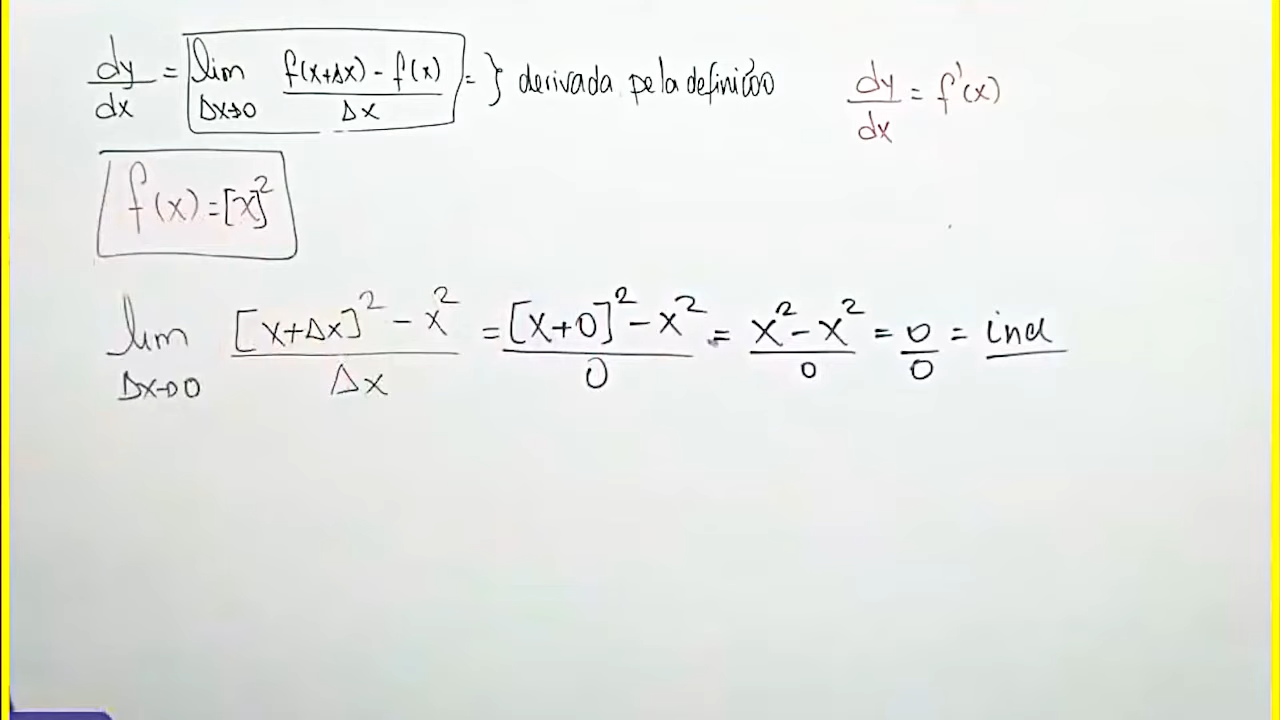 dy/dx = lim Δx→0 f(x+Δx) - f(x) / Δx = } derivada pela definição
dy/dx = f'(x)
f(x) = [x]²
lim Δx→0 [x+Δx]² - x² / Δx = [x+0]² - x² / 0 = x² - x² / 0 = 0/0 = ind